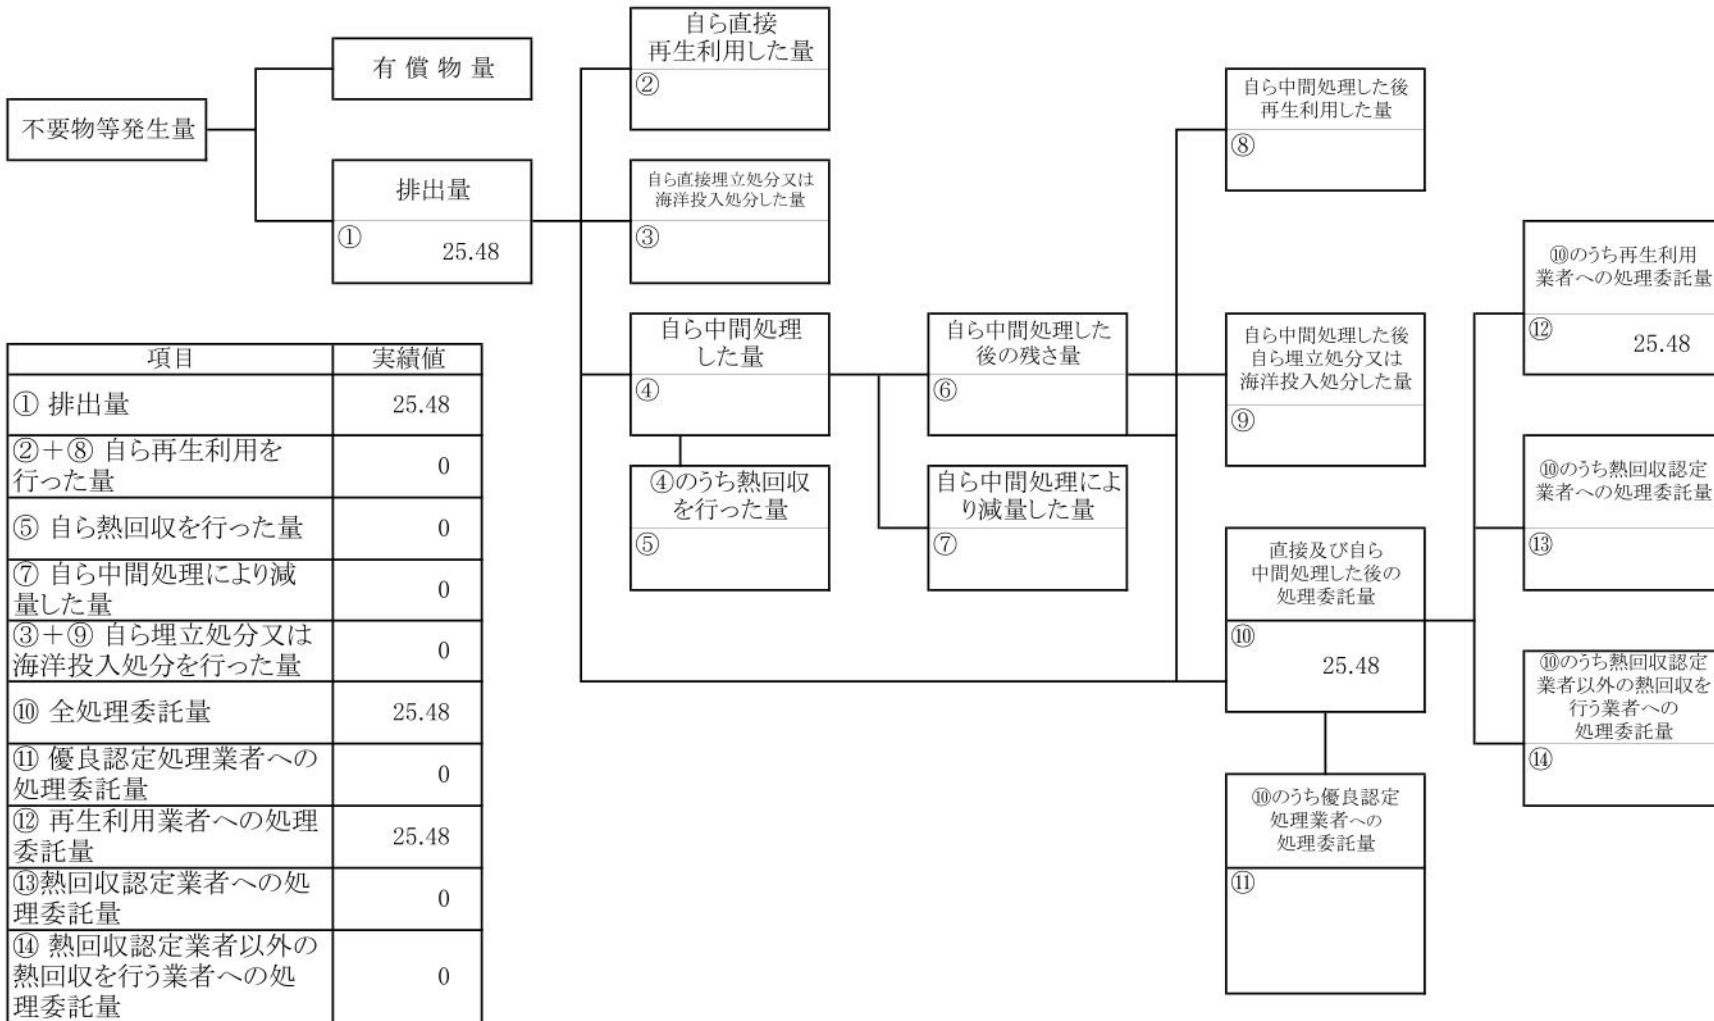 不要物等発生量
有 償 物 量
排出量
①
25.48
自ら直接
再生利用した量
②
自ら直接埋立処分又は
海洋投入処分した量
③
自ら中間処理
した量
④
④のうち熱回収
を行った量
⑤
自ら中間処理した
後の残さ量
⑥
自ら中間処理によ
り減量した量
⑦
自ら中間処理した後
再生利用した量
⑧
自ら中間処理した後
自ら埋立処分又は
海洋投入処分した量
⑨
直接及び自ら
中間処理した後の
処理委託量
⑩
25.48
⑩のうち優良認定
処理業者への
処理委託量
⑪
⑩のうち再生利用
業者への処理委託量
⑫
25.48
⑩のうち熱回収認定
業者への処理委託量
⑬
⑩のうち熱回収認定
業者以外の熱回収を
行う業者への
処理委託量
⑭
項目 実績値
① 排出量 25.48
②+⑧ 自ら再生利用を
行った量 0
⑤ 自ら熱回収を行った量 0
⑦ 自ら中間処理により減
量した量 0
③+⑨ 自ら埋立処分又は
海洋投入処分を行った量 0
⑩ 全処理委託量 25.48
⑪ 優良認定処理業者への
処理委託量 0
⑫ 再生利用業者への処理
委託量 25.48
⑬熱回収認定業者への処
理委託量 0
⑭ 熱回収認定業者以外の
熱回収を行う業者への処
理委託量 0